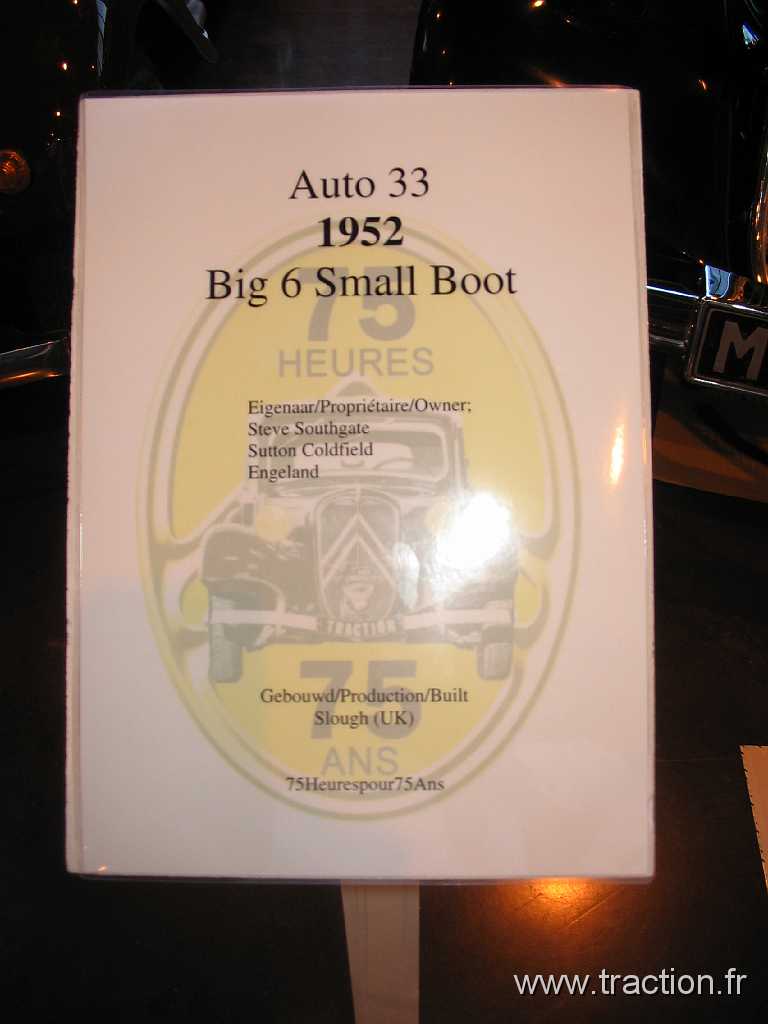 Auto 33
1952
Big 6 Small Boot
75
HEURES
Eigenaar/Propriétaire/Owner;
Steve Southgate
Sutton Coldfield
Engeland
TRACTION
75
Gebouwd/Production/Built
Slough (UK)
ANS
75Heurespour75Ans
M
www.traction.fr